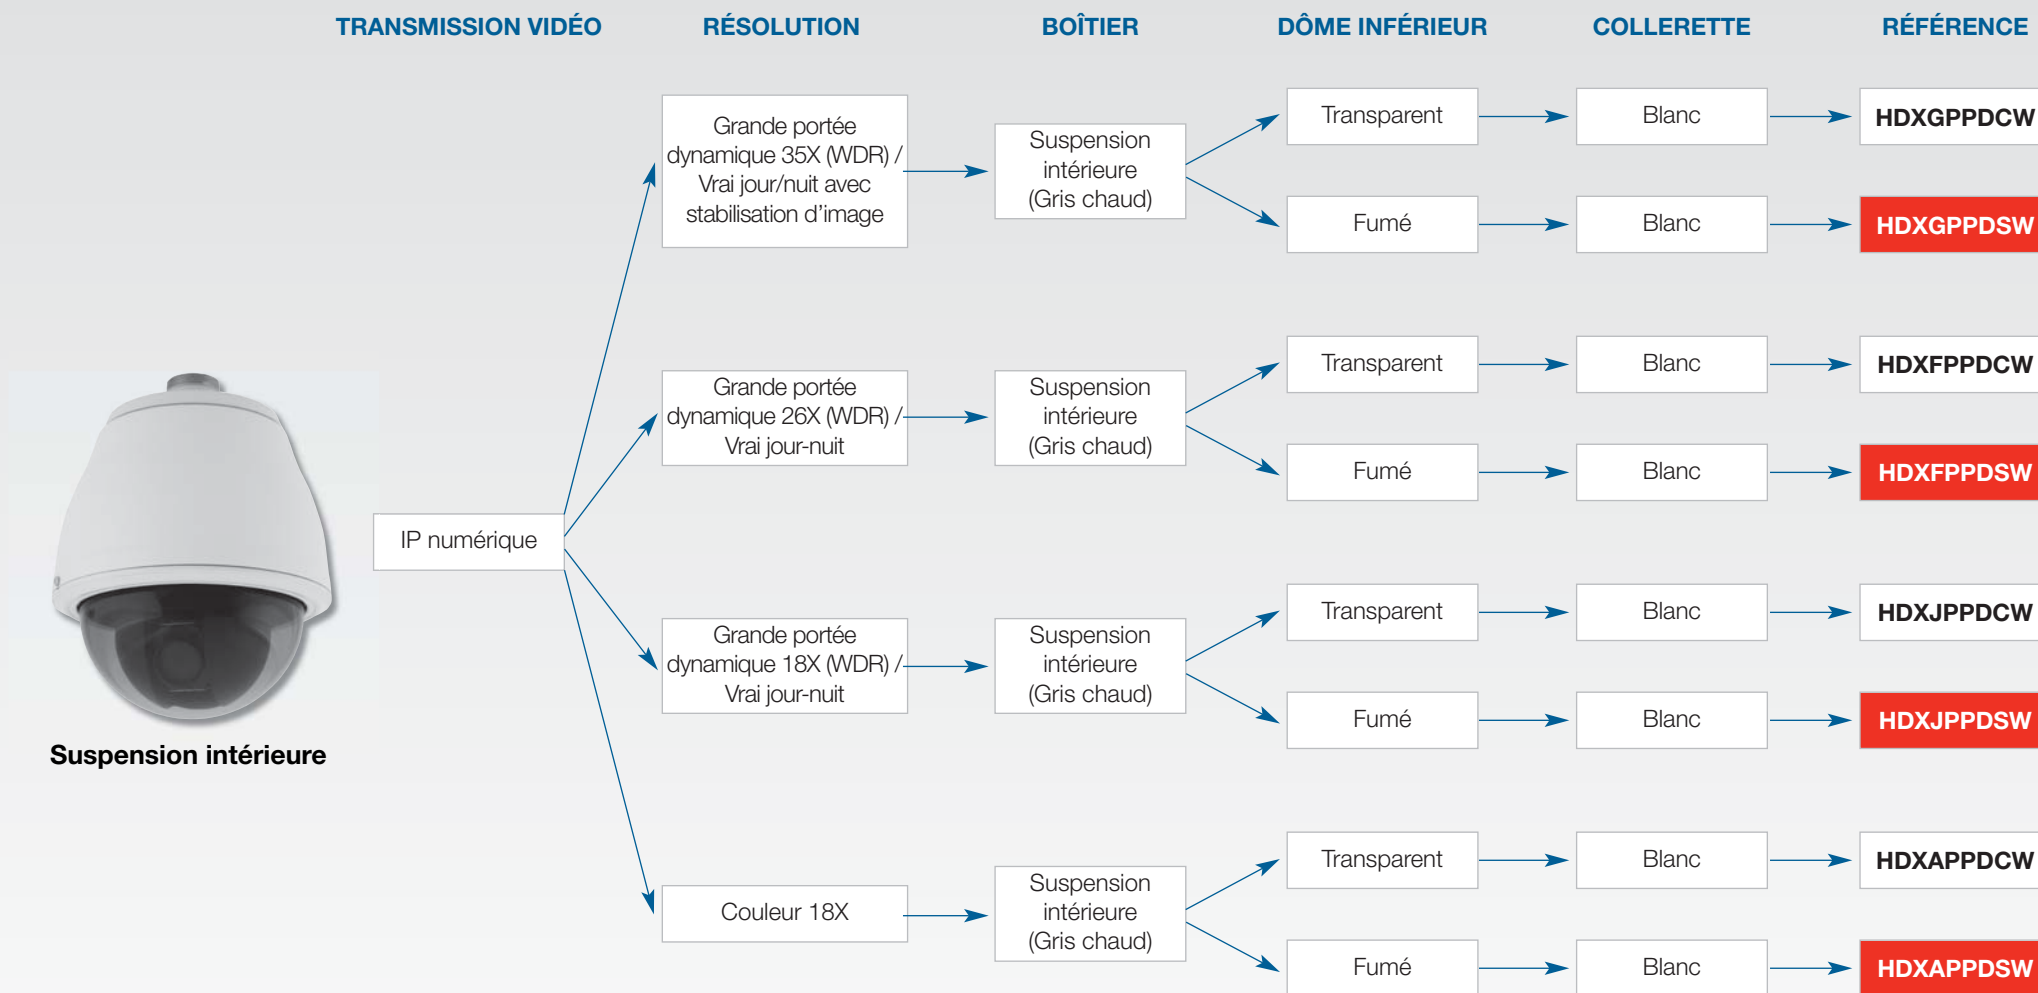 TRANSMISSION VIDÉO
RÉSOLUTION
BOÎTIER
DÔME INFÉRIEUR
COLLERETTE
RÉFÉRENCE
Grande portée
dynamique 35X (WDR) /
Vrai jour/nuit avec
stabilisation d’image
Suspension
intérieure
(Gris chaud)
Transparent
Blanc
HDXGPPDCW
Fumé
Blanc
HDXGPPDSW
Grande portée
dynamique 26X (WDR) /
Vrai jour-nuit
Suspension
intérieure
(Gris chaud)
Transparent
Blanc
HDXFPPDCW
Fumé
Blanc
HDXFPPDSW
IP numérique
Grande portée
dynamique 18X (WDR) /
Vrai jour-nuit
Suspension
intérieure
(Gris chaud)
Transparent
Blanc
HDXJPPDCW
Fumé
Blanc
HDXJPPDSW
Suspension intérieure
Couleur 18X
Suspension
intérieure
(Gris chaud)
Transparent
Blanc
HDXAPPDCW
Fumé
Blanc
HDXAPPDSW